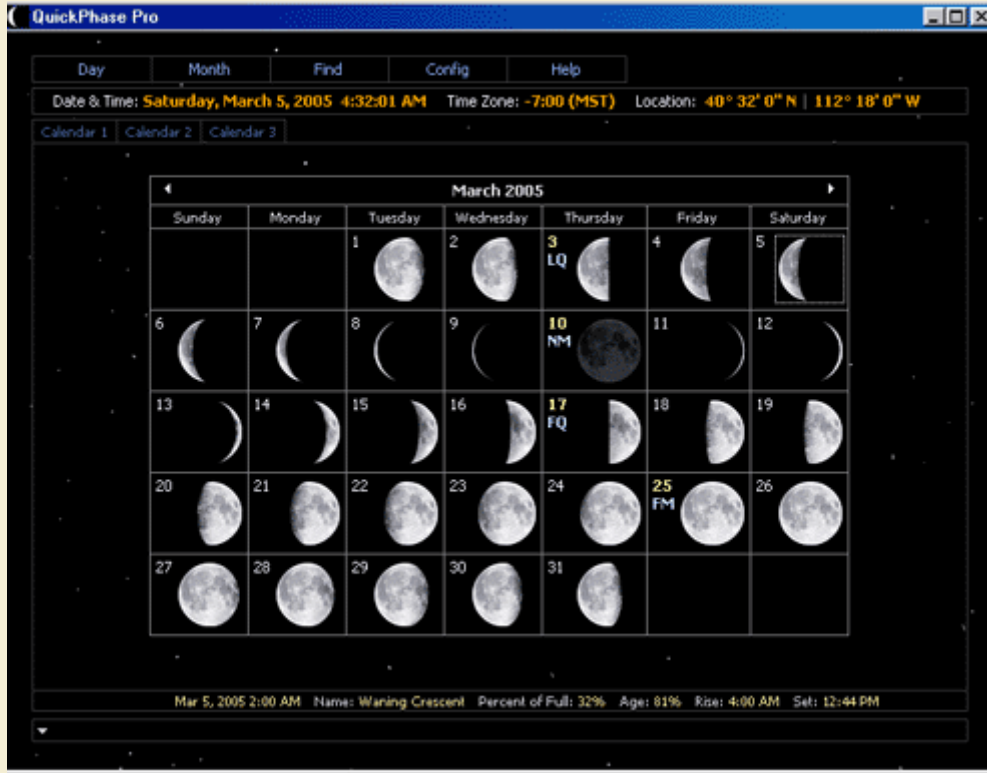 QuickPhase Pro
Day Month Find Config Help
Date & Time: Saturday, March 5, 2005 4:32:01 AM Time Zone: -7:00 (MST) Location: 40° 32' 0" N | 112° 18' 0" W
Calendar 1 Calendar 2 Calendar 3
March 2005
Sunday Monday Tuesday Wednesday Thursday Friday Saturday
1 2 3 4 5
LQ
6 7 8 9 10 11 12
NM
13 14 15 16 17 18 19
FQ
20 21 22 23 24 25 26
FM
27 28 29 30 31
Mar 5, 2005 2:00 AM Name: Waning Crescent Percent of Full: 32% Age: 81% Rise: 4:00 AM Set: 12:44 PM